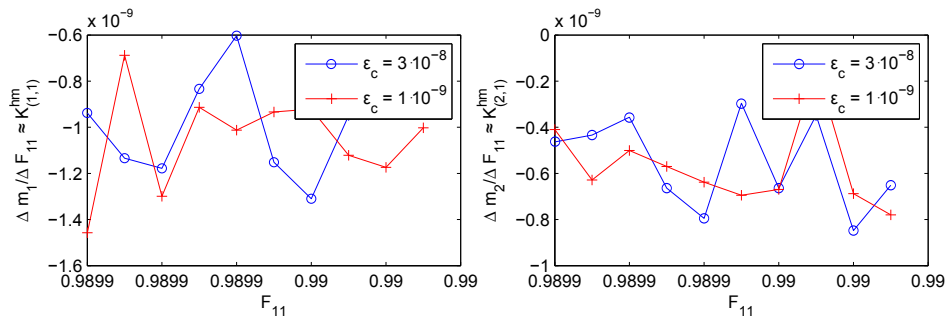 x 10⁻⁹
−0.6
−0.8
−1
−1.2
−1.4
−1.6
0.9899 0.9899 0.9899 0.99 0.99 0.99
F₁₁
Δ m₁/Δ F₁₁ ≈ K^{hm}_{(1,1)}
ε_c = 3·10⁻⁸
ε_c = 1·10⁻⁹
x 10⁻⁹
0
−0.2
−0.4
−0.6
−0.8
−1
0.9899 0.9899 0.9899 0.99 0.99 0.99
F₁₁
Δ m₂/Δ F₁₁ ≈ K^{hm}_{(2,1)}
ε_c = 3·10⁻⁸
ε_c = 1·10⁻⁹